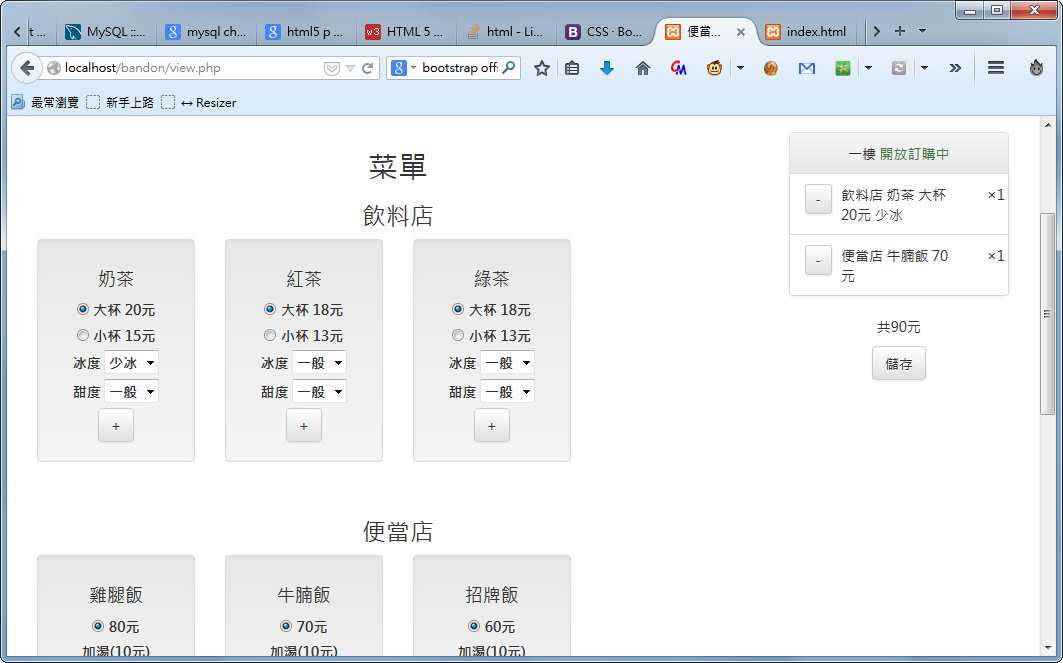 t ...
MySQL ::...
mysql ch...
html5 p ...
HTML 5 ...
html - Li...
CSS · Bo...
便當...
index.html
localhost/bandon/view.php
bootstrap off
最常瀏覽
新手上路
↔ Resizer
菜單
飲料店
奶茶
大杯 20元
小杯 15元
冰度 少冰
甜度 一般
+
紅茶
大杯 18元
小杯 13元
冰度 一般
甜度 一般
+
綠茶
大杯 18元
小杯 13元
冰度 一般
甜度 一般
+
便當店
雞腿飯
80元
加湯(10元)
牛腩飯
70元
加湯(10元)
招牌飯
60元
加湯(10元)
一樓 開放訂購中
- 飲料店 奶茶 大杯 ×1
20元 少冰
- 便當店 牛腩飯 70 ×1
元
共90元
儲存